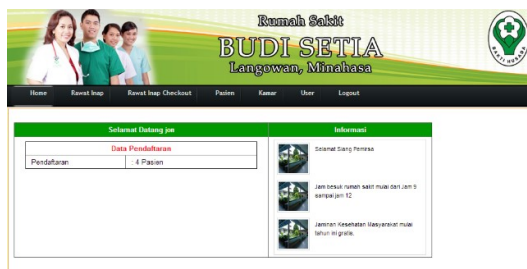 Rumah Sakit
BUDI SETIA
Langowan, Minahasa
BAKTI HUSADA
Home Rawat Inap Rawat Inap Checkout Pasien Kamar User Logout
Selamat Datang jon
Data Pendaftaran
Pendaftaran : 4 Pasien
Informasi
Selamat Siang Pemirsa
Jam besuk rumah sakit mulai dari Jam 9
sampai jam 12
Jaminan Kesehatan Masyarakat mulai
tahun ini gratis.